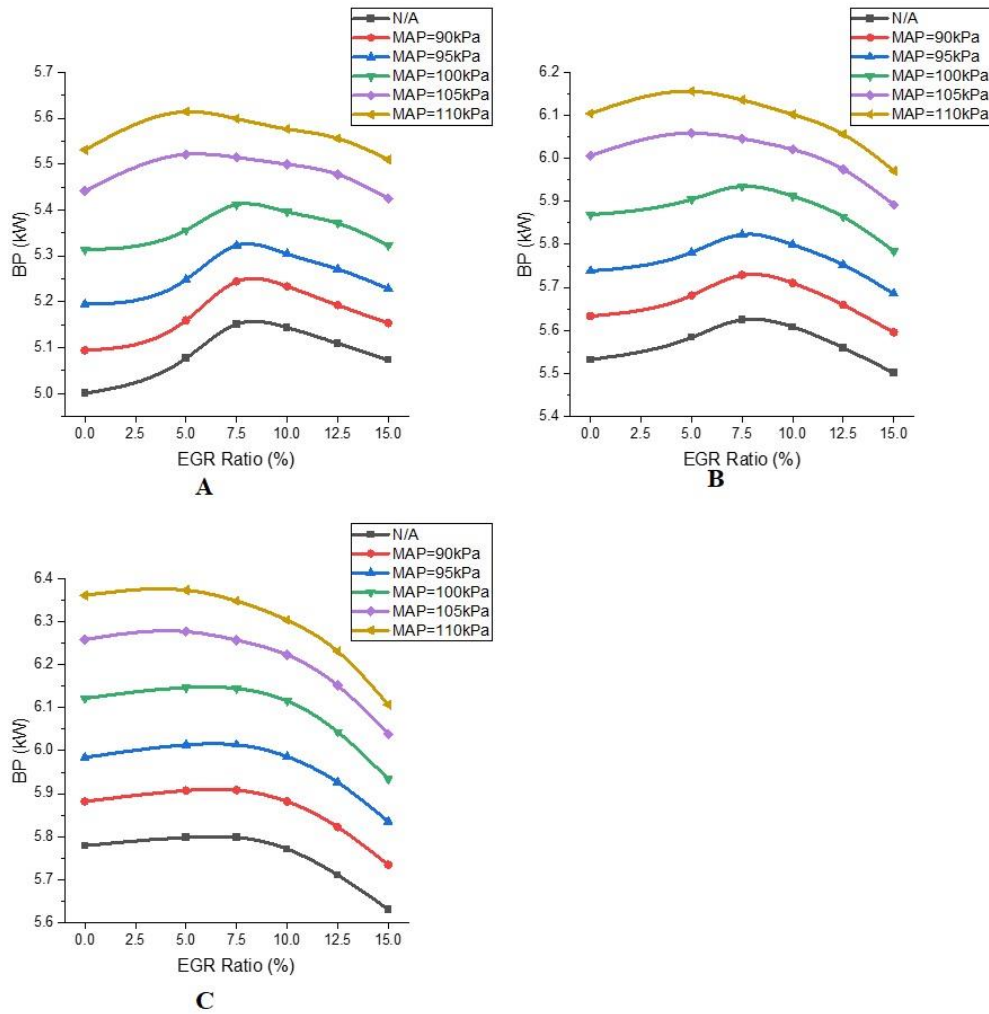 N/A
MAP=90kPa
MAP=95kPa
MAP=100kPa
MAP=105kPa
MAP=110kPa
5.7
5.6
5.5
5.4
5.3
5.2
5.1
5.0
BP (kW)
0.0 2.5 5.0 7.5 10.0 12.5 15.0
EGR Ratio (%)
A
N/A
MAP=90kPa
MAP=95kPa
MAP=100kPa
MAP=105kPa
MAP=110kPa
6.2
6.1
6.0
5.9
5.8
5.7
5.6
5.5
5.4
BP (kW)
0.0 2.5 5.0 7.5 10.0 12.5 15.0
EGR Ratio (%)
B
N/A
MAP=90kPa
MAP=95kPa
MAP=100kPa
MAP=105kPa
MAP=110kPa
6.4
6.3
6.2
6.1
6.0
5.9
5.8
5.7
5.6
BP (kW)
0.0 2.5 5.0 7.5 10.0 12.5 15.0
EGR Ratio (%)
C